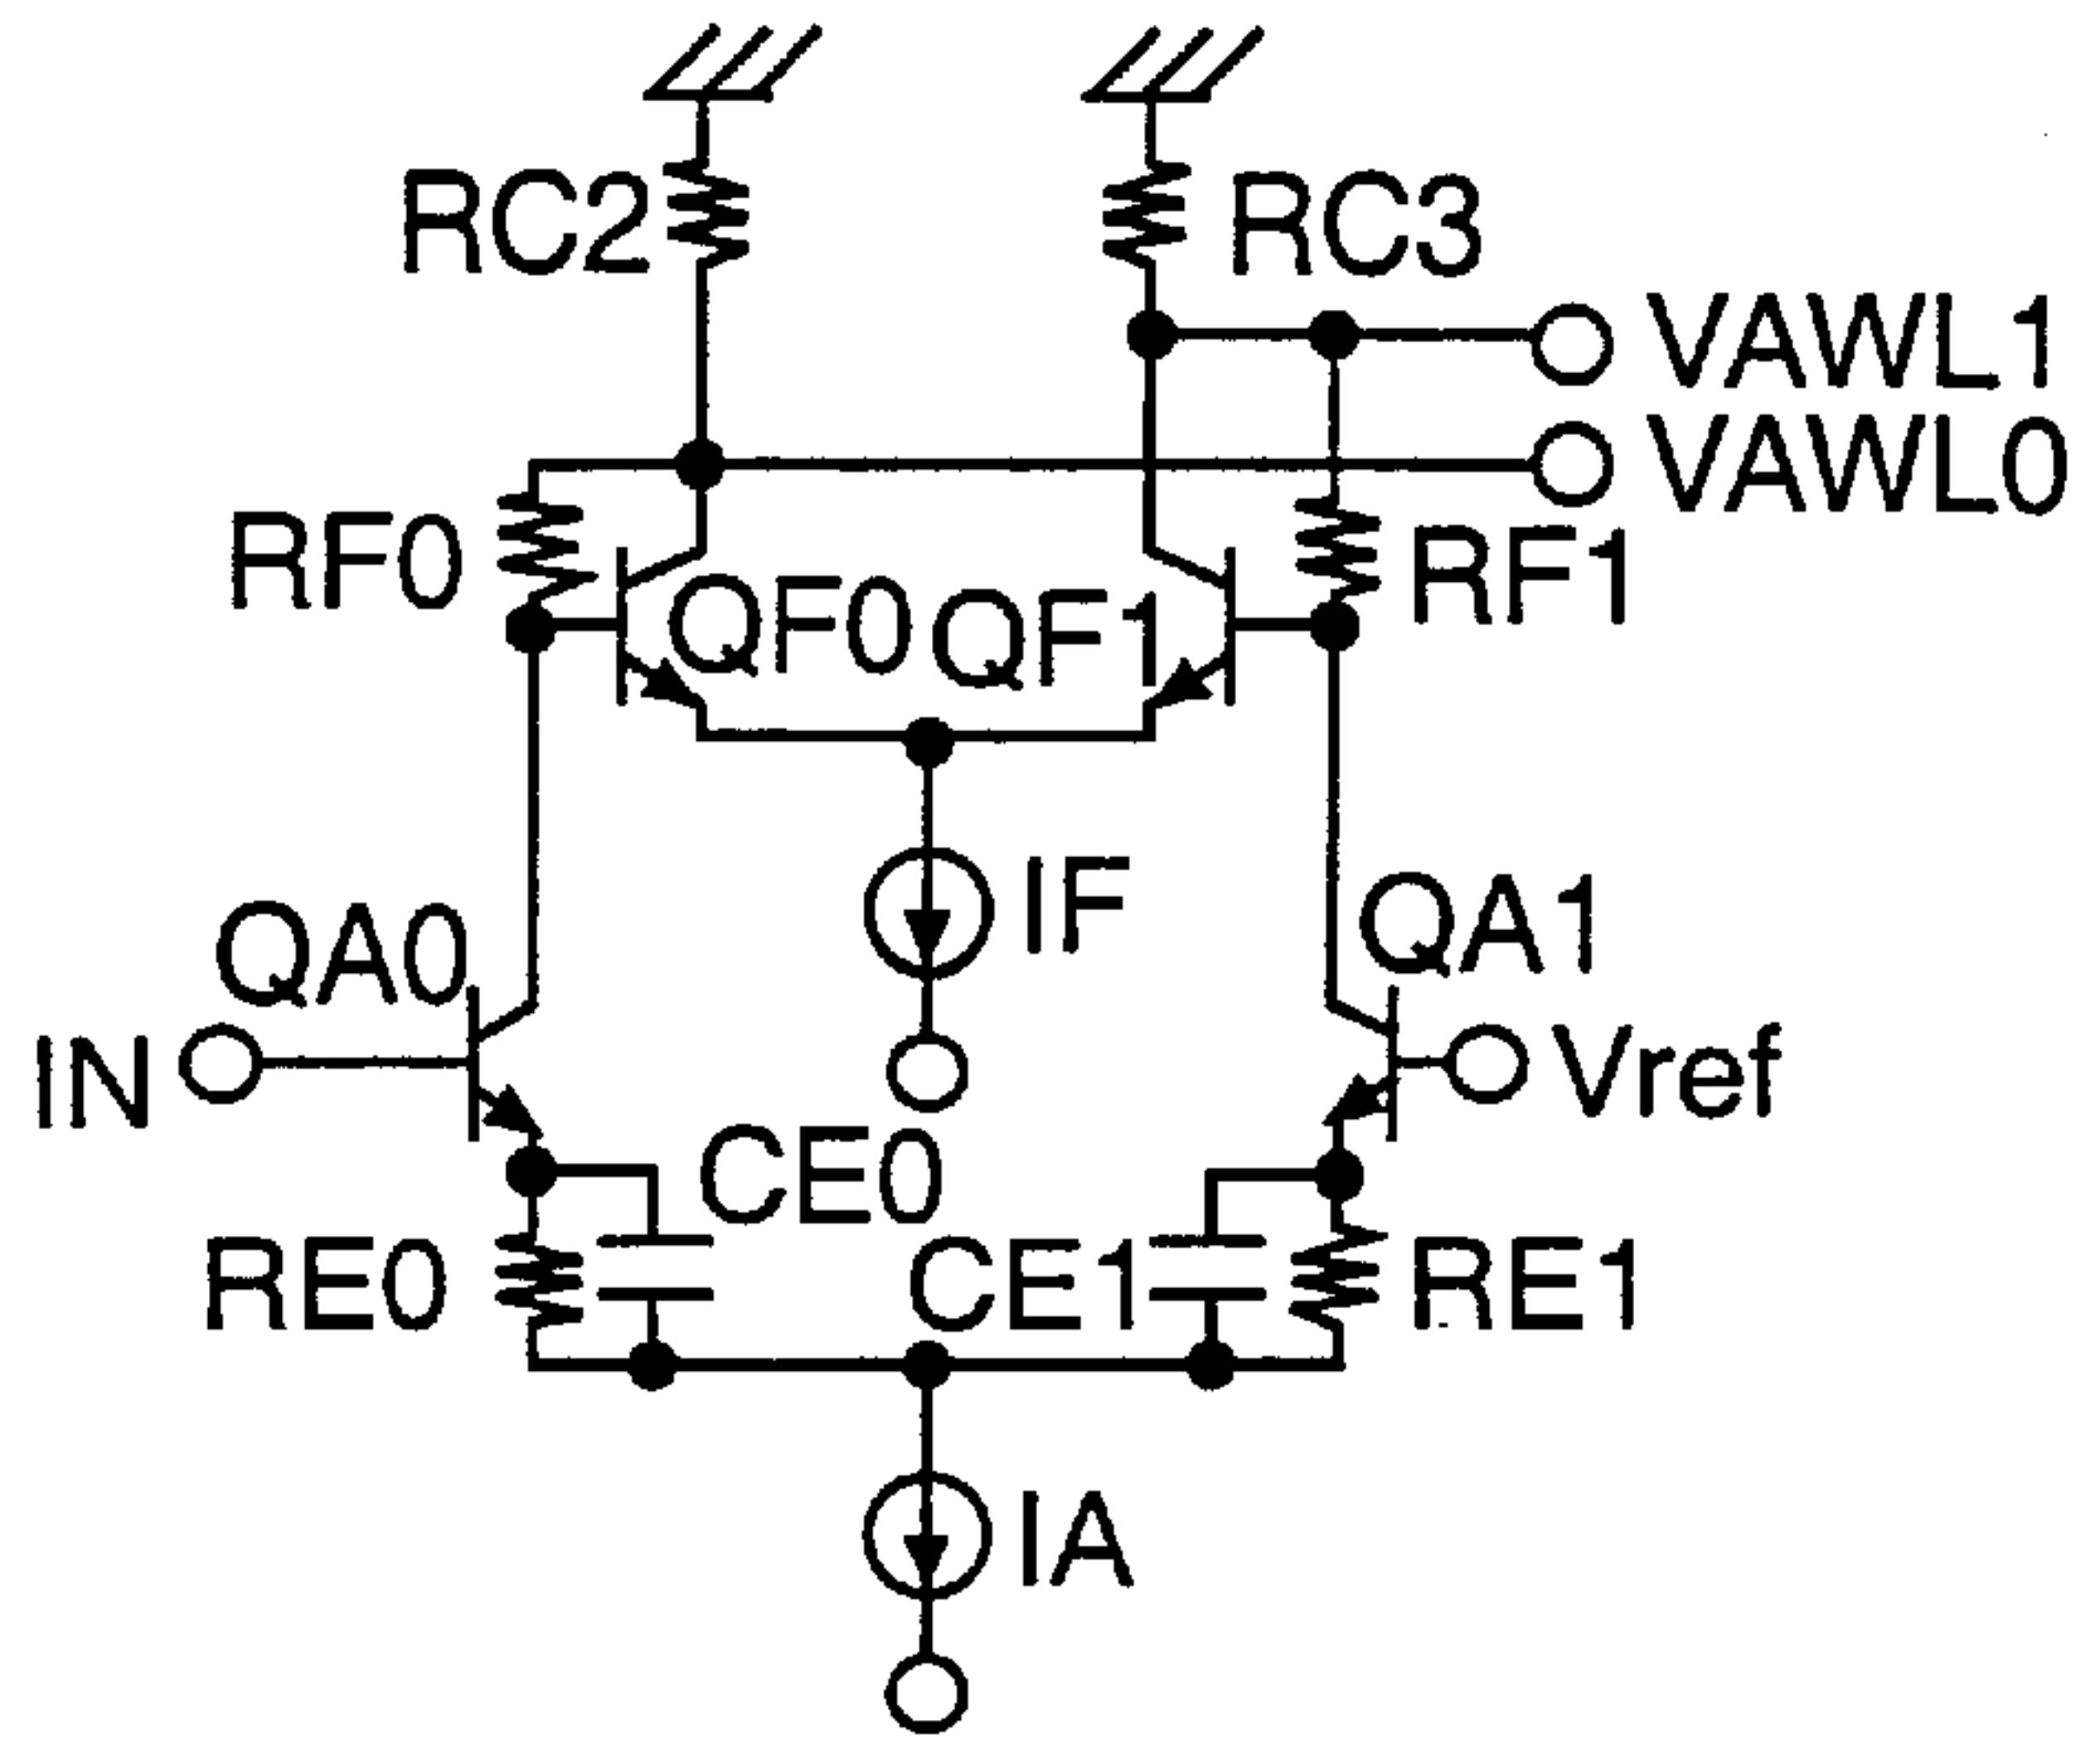 RC2
RC3
VAWL1
VAWL0
RF0
QF0
QF1
RF1
IF
QA0
QA1
IN
Vref
CE0
RE0
CE1
RE1
IA